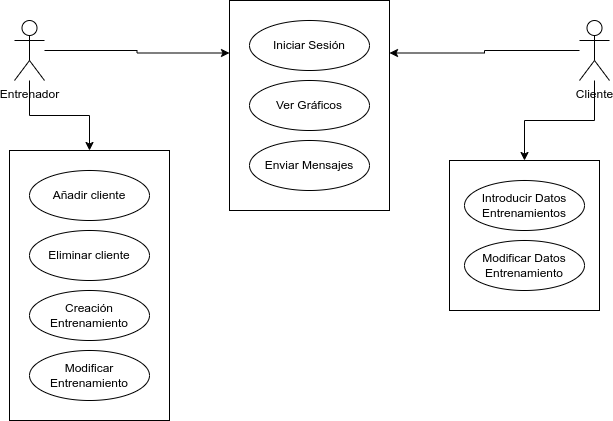 Iniciar Sesión
Ver Gráficos
Enviar Mensajes
Entrenador
Cliente
Añadir cliente
Eliminar cliente
Creación
Entrenamiento
Modificar
Entrenamiento
Introducir Datos
Entrenamientos
Modificar Datos
Entrenamiento